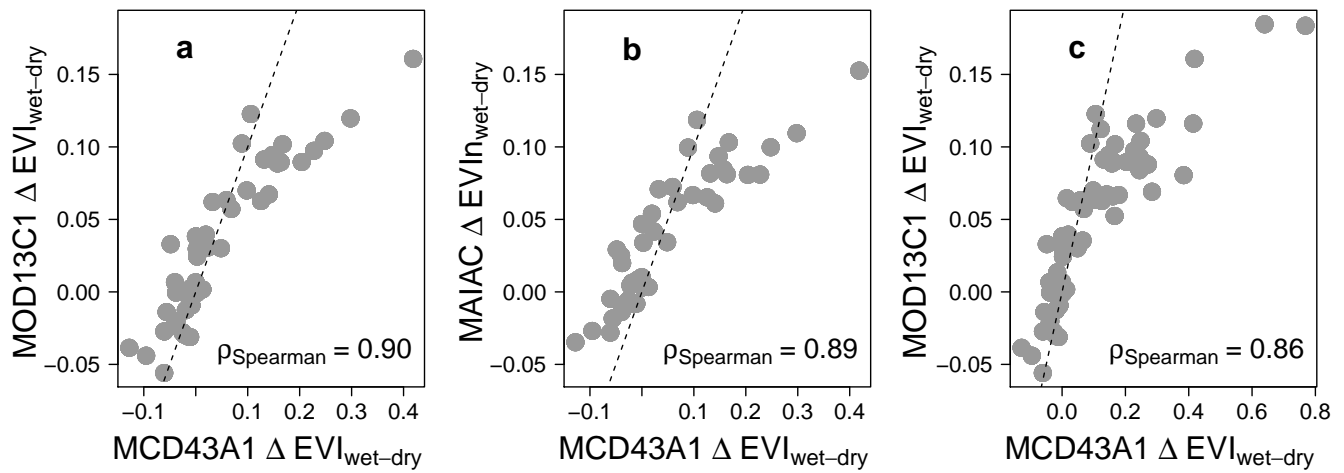 a
MOD13C1 Δ EVIwet−dry
0.15
0.10
0.05
0.00
−0.05
ρSpearman = 0.90
−0.1 0.0 0.1 0.2 0.3 0.4
MCD43A1 Δ EVIwet−dry
b
MAIAC Δ EVInwet−dry
0.15
0.10
0.05
0.00
−0.05
ρSpearman = 0.89
−0.1 0.0 0.1 0.2 0.3 0.4
MCD43A1 Δ EVIwet−dry
c
MOD13C1 Δ EVIwet−dry
0.15
0.10
0.05
0.00
−0.05
ρSpearman = 0.86
0.0 0.2 0.4 0.6 0.8
MCD43A1 Δ EVIwet−dry